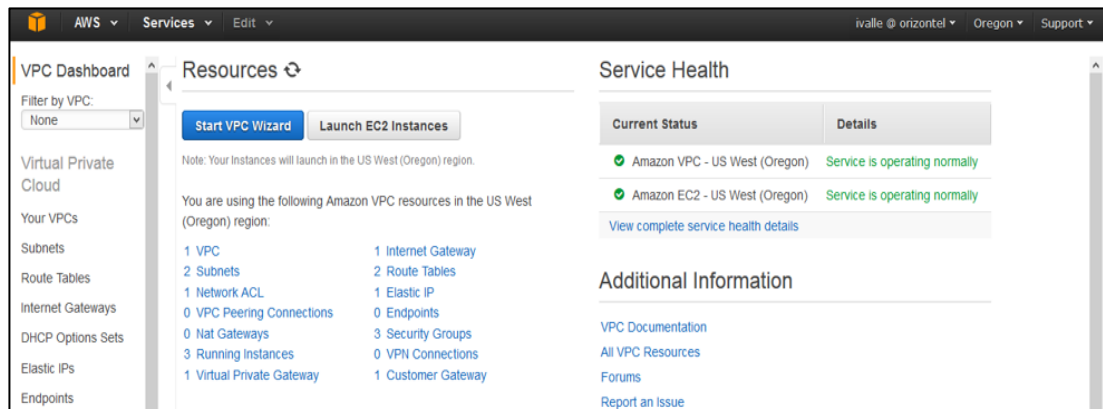 AWS Services Edit ivalle @ orizontel Oregon Support
VPC Dashboard
Filter by VPC:
None
Virtual Private
Cloud
Your VPCs
Subnets
Route Tables
Internet Gateways
DHCP Options Sets
Elastic IPs
Endpoints
Resources
Start VPC Wizard Launch EC2 Instances
Note: Your Instances will launch in the US West (Oregon) region.
You are using the following Amazon VPC resources in the US West
(Oregon) region:
1 VPC 1 Internet Gateway
2 Subnets 2 Route Tables
1 Network ACL 1 Elastic IP
0 VPC Peering Connections 0 Endpoints
0 Nat Gateways 3 Security Groups
3 Running Instances 0 VPN Connections
1 Virtual Private Gateway 1 Customer Gateway
Service Health
Current Status Details
Amazon VPC - US West (Oregon) Service is operating normally
Amazon EC2 - US West (Oregon) Service is operating normally
View complete service health details
Additional Information
VPC Documentation
All VPC Resources
Forums
Report an Issue